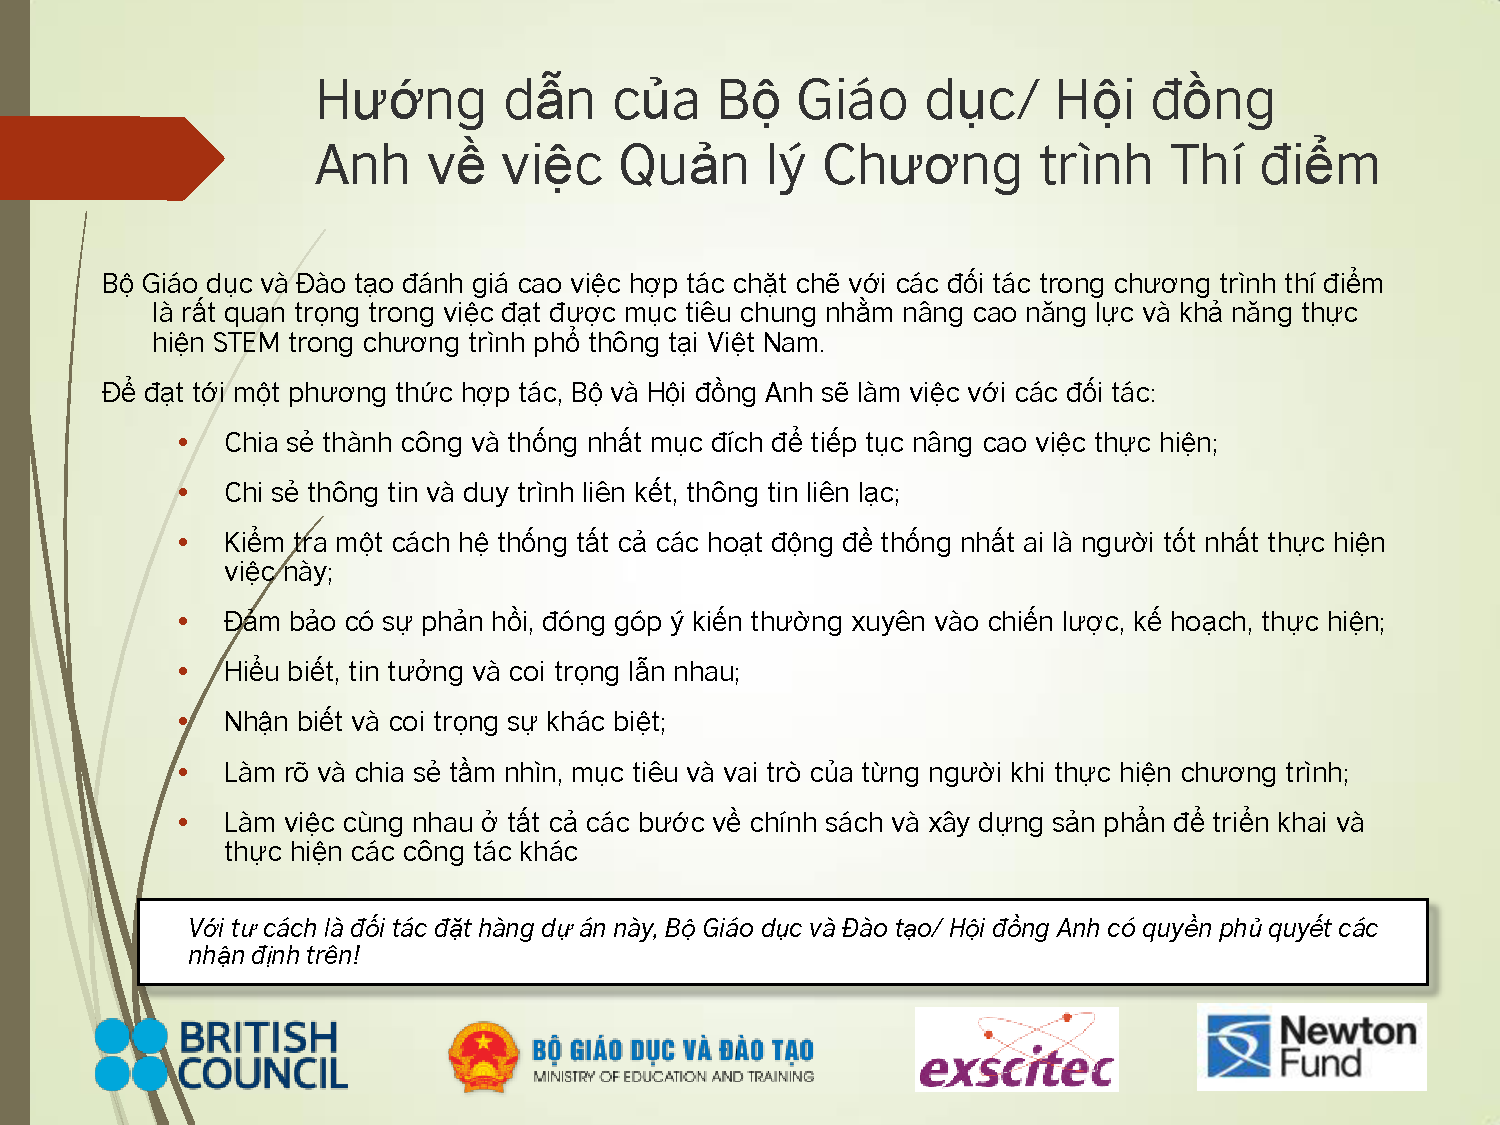 Hướng dẫn của Bộ Giáo dục/ Hội đồng
Anh về việc Quản lý Chương trình Thí điểm
Bộ Giáo dục và Đào tạo đánh giá cao việc hợp tác chặt chẽ với các đối tác trong chương trình thí điểm
là rất quan trọng trong việc đạt được mục tiêu chung nhằm nâng cao năng lực và khả năng thực
hiện STEM trong chương trình phổ thông tại Việt Nam.
Để đạt tới một phương thức hợp tác, Bộ và Hội đồng Anh sẽ làm việc với các đối tác:
• Chia sẻ thành công và thống nhất mục đích để tiếp tục nâng cao việc thực hiện;
• Chi sẻ thông tin và duy trình liên kết, thông tin liên lạc;
• Kiểm tra một cách hệ thống tất cả các hoạt động đề thống nhất ai là người tốt nhất thực hiện
việc này;
• Đảm bảo có sự phản hồi, đóng góp ý kiến thường xuyên vào chiến lược, kế hoạch, thực hiện;
• Hiểu biết, tin tưởng và coi trọng lẫn nhau;
• Nhận biết và coi trọng sự khác biệt;
• Làm rõ và chia sẻ tầm nhìn, mục tiêu và vai trò của từng người khi thực hiện chương trình;
• Làm việc cùng nhau ở tất cả các bước về chính sách và xây dựng sản phẩn để triển khai và
thực hiện các công tác khác
Với tư cách là đối tác đặt hàng dự án này, Bộ Giáo dục và Đào tạo/ Hội đồng Anh có quyền phủ quyết các
nhận định trên!
BRITISH
COUNCIL
BỘ GIÁO DỤC VÀ ĐÀO TẠO
MINISTRY OF EDUCATION AND TRAINING
exscitec
Newton
Fund